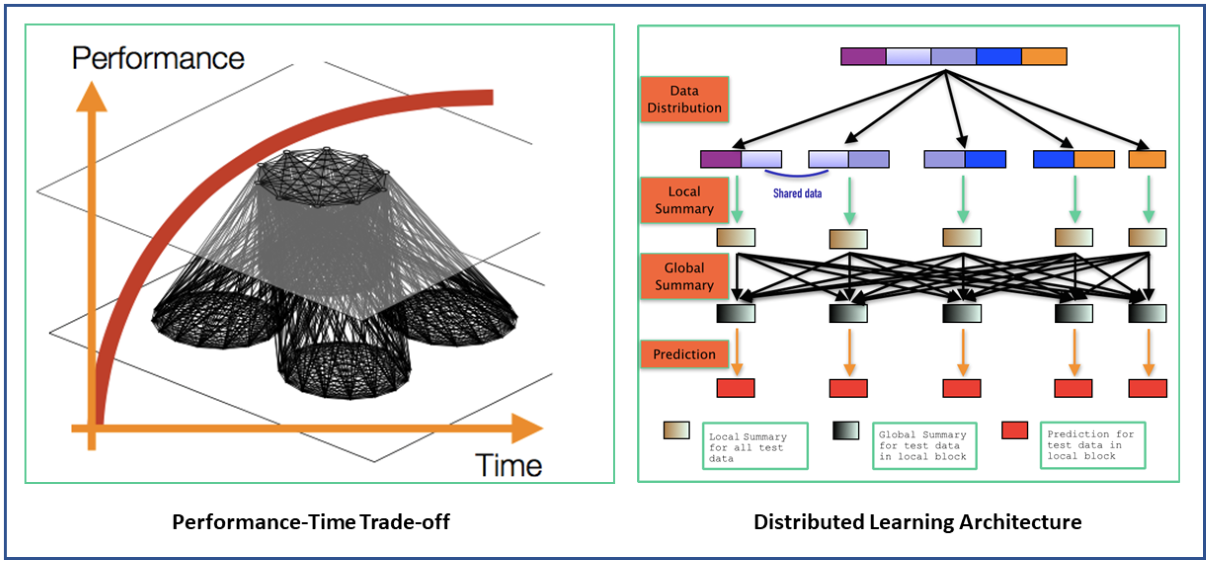 Performance
Time
Performance-Time Trade-off
Data
Distribution
Shared data
Local
Summary
Global
Summary
Prediction
Local Summary
for all test
data
Global Summary
for test data
in local block
Prediction for
test data in
local block
Distributed Learning Architecture